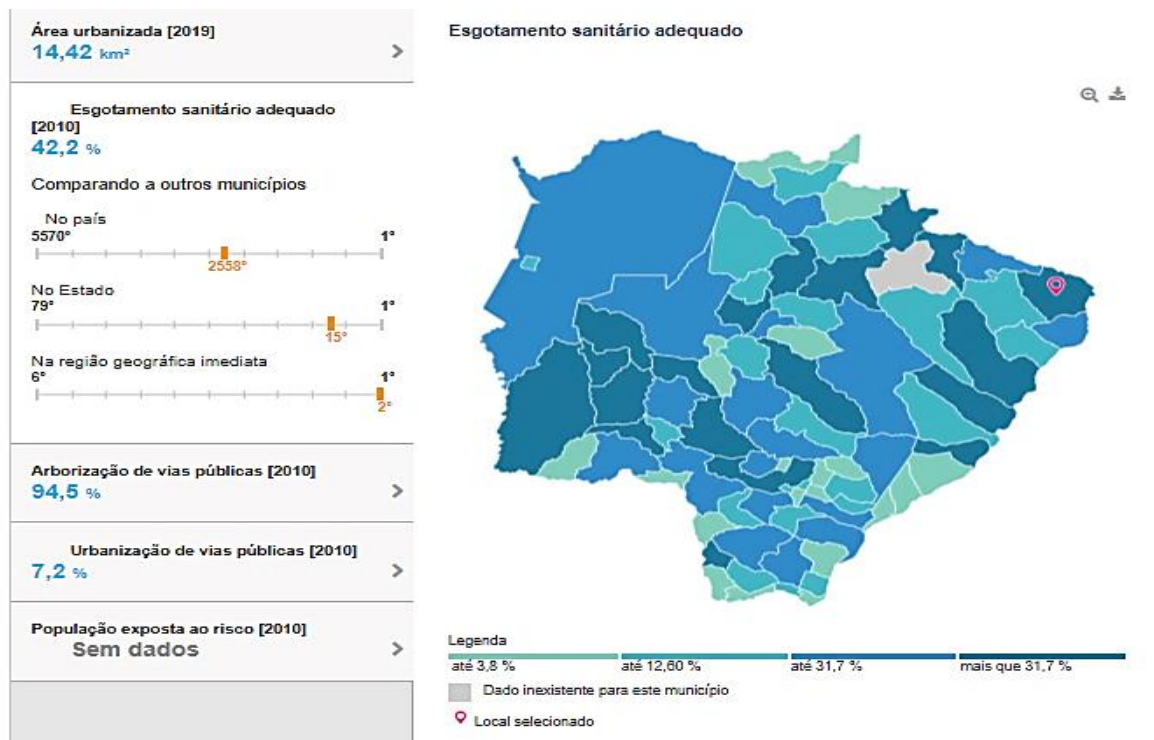 Área urbanizada [2019]
14,42 km²
Esgotamento sanitário adequado
[2010]
42,2 %
Comparando a outros municípios
No país
5570° 1°
2558°
No Estado
79° 1°
15°
Na região geográfica imediata
6° 1°
2°
Arborização de vias públicas [2010]
94,5 %
Urbanização de vias públicas [2010]
7,2 %
População exposta ao risco [2010]
Sem dados
Esgotamento sanitário adequado
Legenda
até 3,8 % até 12,60 % até 31,7 % mais que 31,7 %
Dado inexistente para este município
Local selecionado